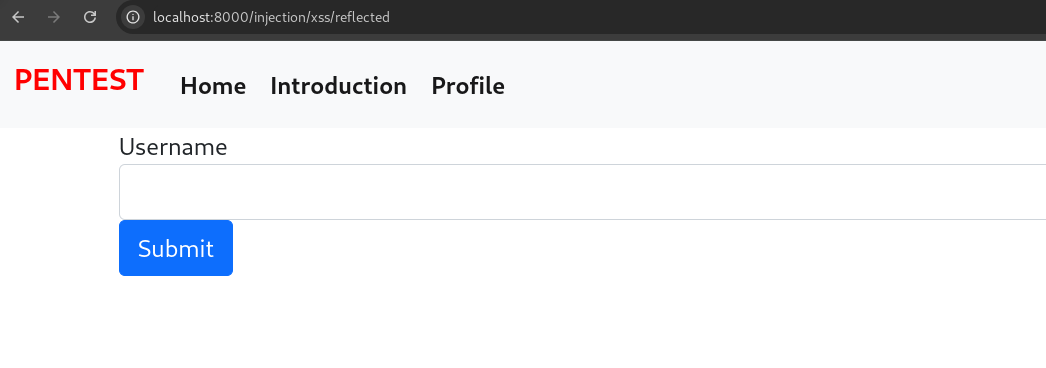 localhost:8000/injection/xss/reflected
PENTEST Home Introduction Profile
Username
Submit